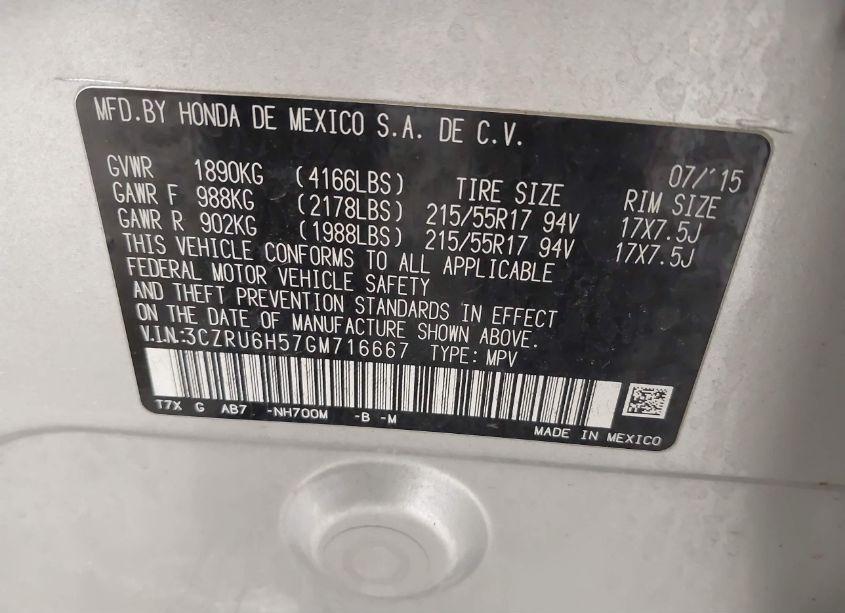 MFD.BY HONDA DE MEXICO S.A. DE C.V.
07/'15
GVWR 1890KG (4166LBS) TIRE SIZE RIM SIZE
GAWR F 988KG (2178LBS) 215/55R17 94V 17X7.5J
GAWR R 902KG (1988LBS) 215/55R17 94V 17X7.5J
THIS VEHICLE CONFORMS TO ALL APPLICABLE
FEDERAL MOTOR VEHICLE SAFETY
AND THEFT PREVENTION STANDARDS IN EFFECT
ON THE DATE OF MANUFACTURE SHOWN ABOVE.
V.I.N.:3CZRU6H57GM716667 TYPE: MPV
T7X G AB7 -NH700M -B -M
MADE IN MEXICO